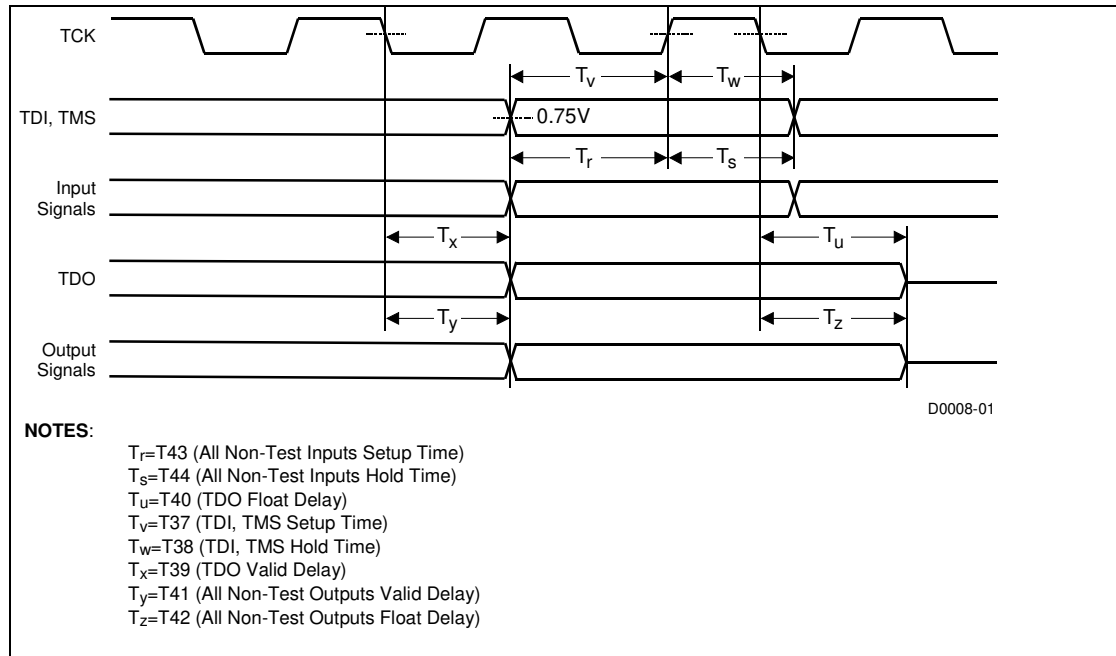 TCK
Tv
Tw
TDI, TMS
0.75V
Tr
Ts
Input
Signals
Tx
Tu
TDO
Ty
Tz
Output
Signals
D0008-01
NOTES:
Tr=T43 (All Non-Test Inputs Setup Time)
Ts=T44 (All Non-Test Inputs Hold Time)
Tu=T40 (TDO Float Delay)
Tv=T37 (TDI, TMS Setup Time)
Tw=T38 (TDI, TMS Hold Time)
Tx=T39 (TDO Valid Delay)
Ty=T41 (All Non-Test Outputs Valid Delay)
Tz=T42 (All Non-Test Outputs Float Delay)